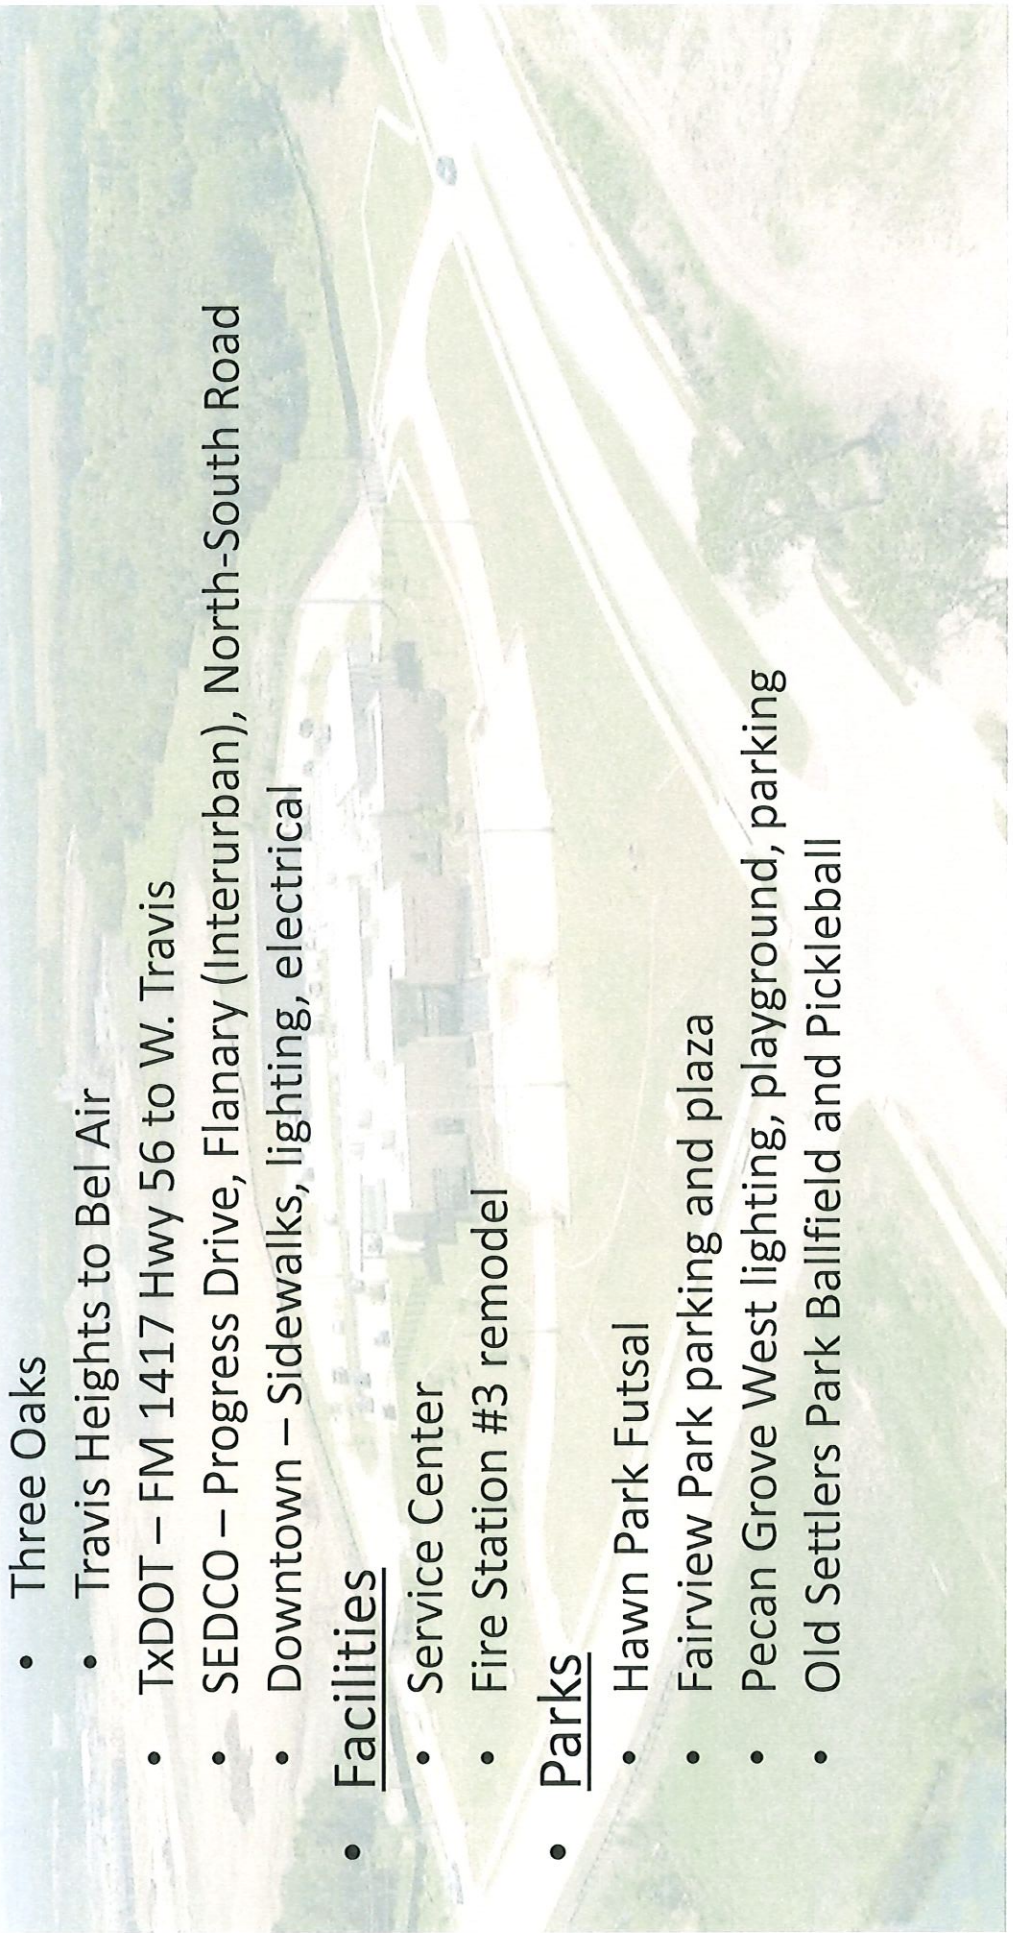 • Three Oaks
• Travis Heights to Bel Air
• TxDOT – FM 1417 Hwy 56 to W. Travis
• SEDCO – Progress Drive, Flanary (Interurban), North-South Road
• Downtown – Sidewalks, lighting, electrical
• Facilities
• Service Center
• Fire Station #3 remodel
• Parks
• Hawn Park Futsal
• Fairview Park parking and plaza
• Pecan Grove West lighting, playground, parking
• Old Settlers Park Ballfield and Pickleball